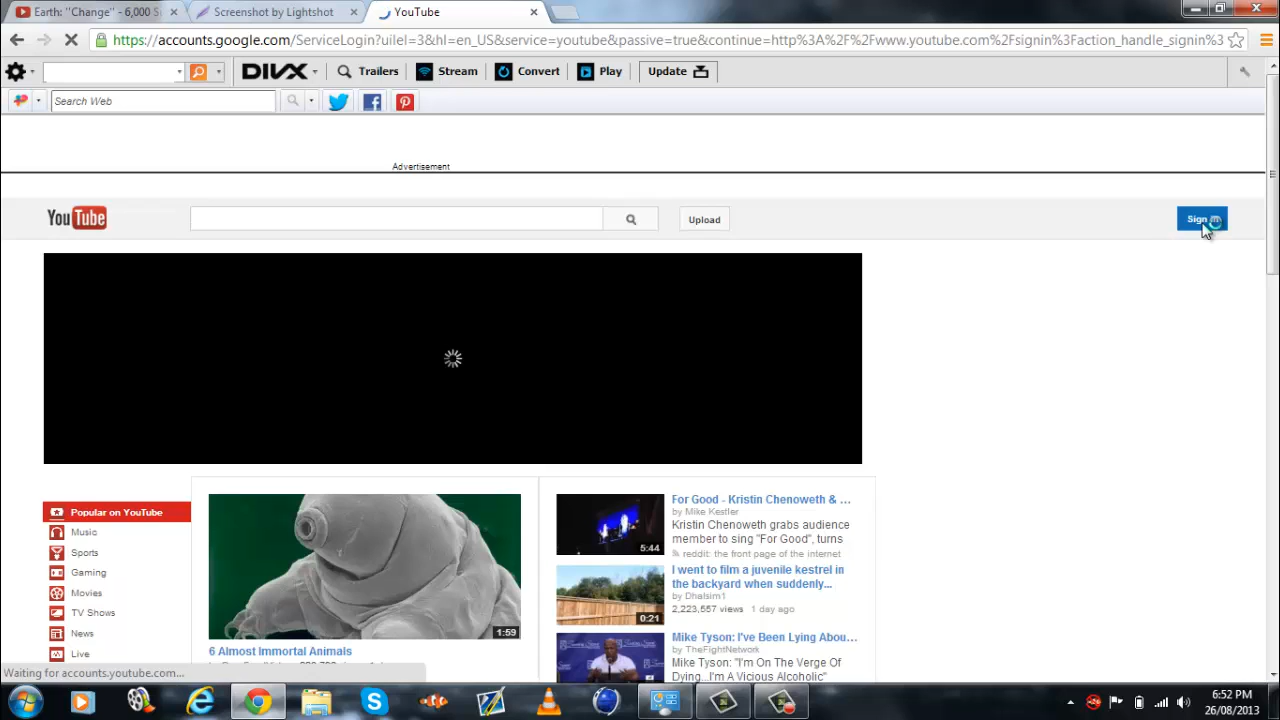 Earth: "Change" - 6,000 S
Screenshot by Lightshot
YouTube
https://accounts.google.com/ServiceLogin?uilel=3&hl=en_US&service=youtube&passive=true&continue=http%3A%2F%2Fwww.youtube.com%2Fsignin%3Faction_handle_signin%3
DIVX Trailers Stream Convert Play Update
Search Web
Advertisement
YouTube Upload Sign
Popular on YouTube
Music
Sports
Gaming
Movies
TV Shows
News
Live
1:59
6 Almost Immortal Animals
5:44
For Good - Kristin Chenoweth & ...
by Mike Kestler
Kristin Chenoweth grabs audience
member to sing "For Good", turns
reddit: the front page of the internet
0:21
I went to film a juvenile kestrel in
the backyard when suddenly...
by Dhalsim1
2,223,557 views 1 day ago
Mike Tyson: I've Been Lying Abou...
by TheFightNetwork
Mike Tyson: "I'm On The Verge Of
Dying...I'm A Vicious Alcoholic"
Waiting for accounts.youtube.com...
6:52 PM
26/08/2013